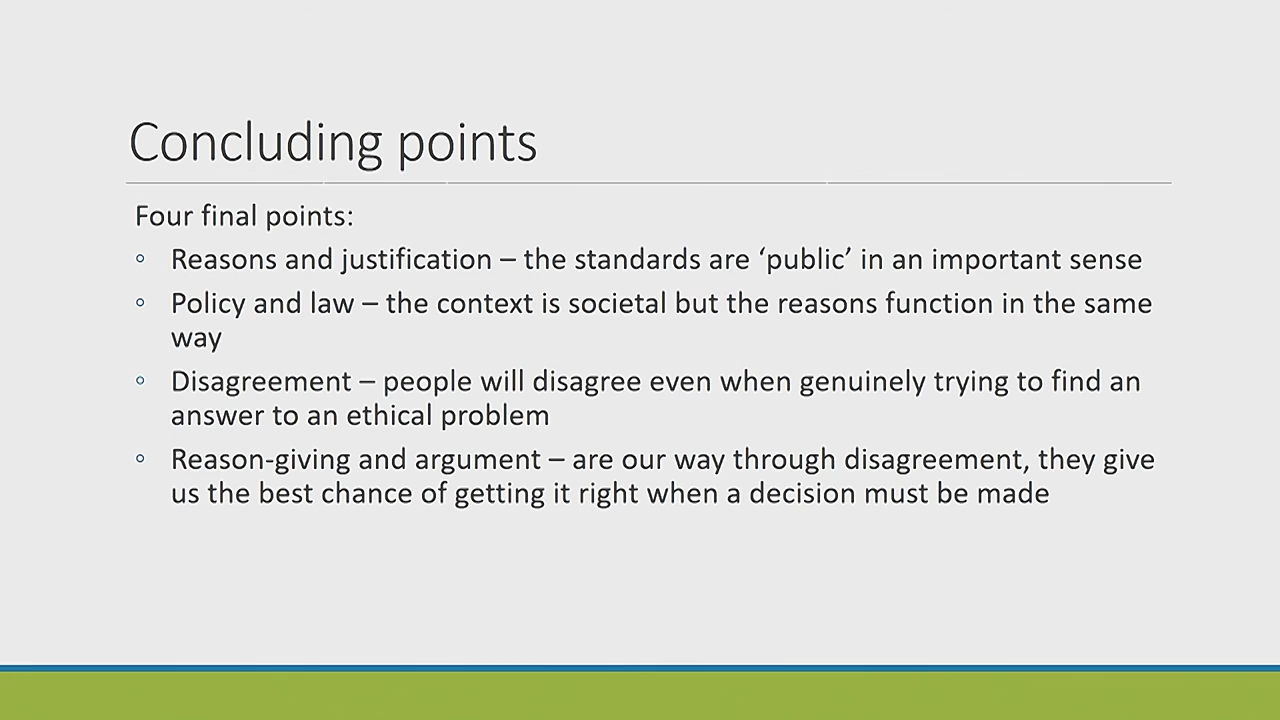 Concluding points
Four final points:
◦ Reasons and justification – the standards are ‘public’ in an important sense
◦ Policy and law – the context is societal but the reasons function in the same
way
◦ Disagreement – people will disagree even when genuinely trying to find an
answer to an ethical problem
◦ Reason-giving and argument – are our way through disagreement, they give
us the best chance of getting it right when a decision must be made